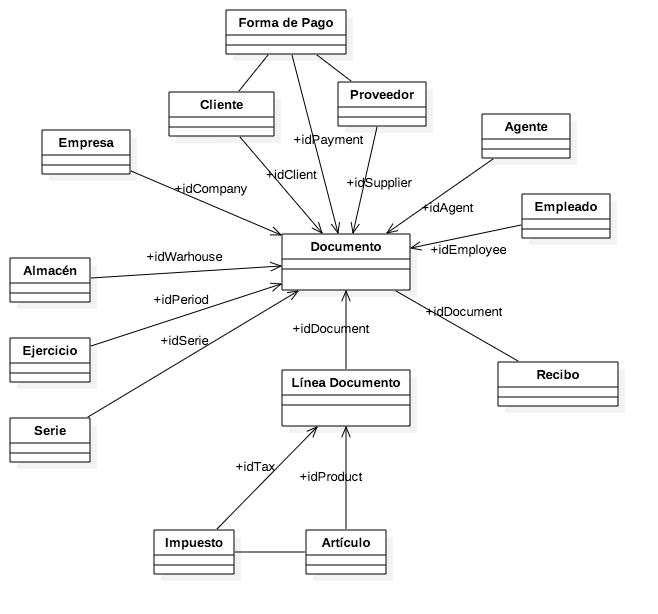 Forma de Pago
Cliente
Proveedor
Agente
Empresa
+idPayment
+idClient
+idSupplier
+idCompany
+idAgent
Empleado
Documento
+idEmployee
+idWarhouse
Almacén
+idPeriod
+idDocument
+idSerie
+idDocument
Ejercicio
Línea Documento
Recibo
Serie
+idTax
+idProduct
Impuesto
Artículo